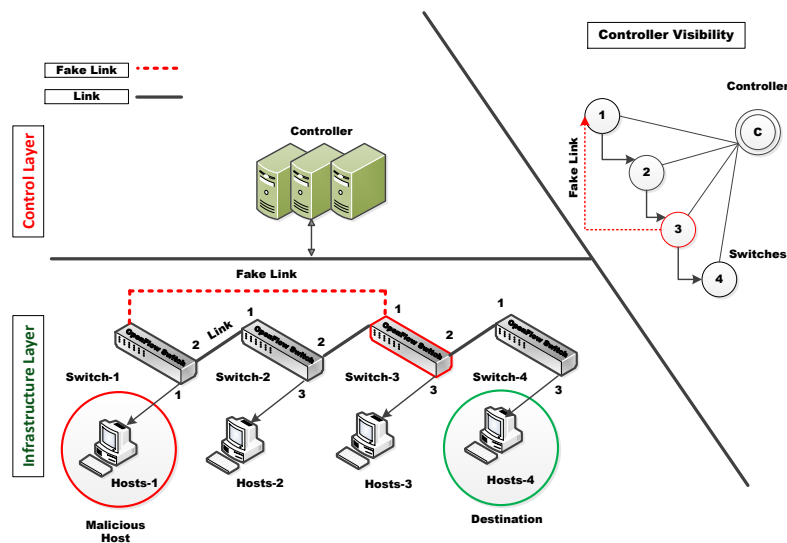 Controller Visibility
Fake Link
Link
Controller
Controller
C
1
2
3
4
Fake Link
Switches
Control Layer
Fake Link
Infrastructure Layer
OpenFlow Switch
OpenFlow Switch
OpenFlow Switch
OpenFlow Switch
2
Link
1
2
1
2
1
Switch-1
Switch-2
Switch-3
Switch-4
1
3
3
3
Hosts-1
Hosts-2
Hosts-3
Hosts-4
Malicious
Host
Destination